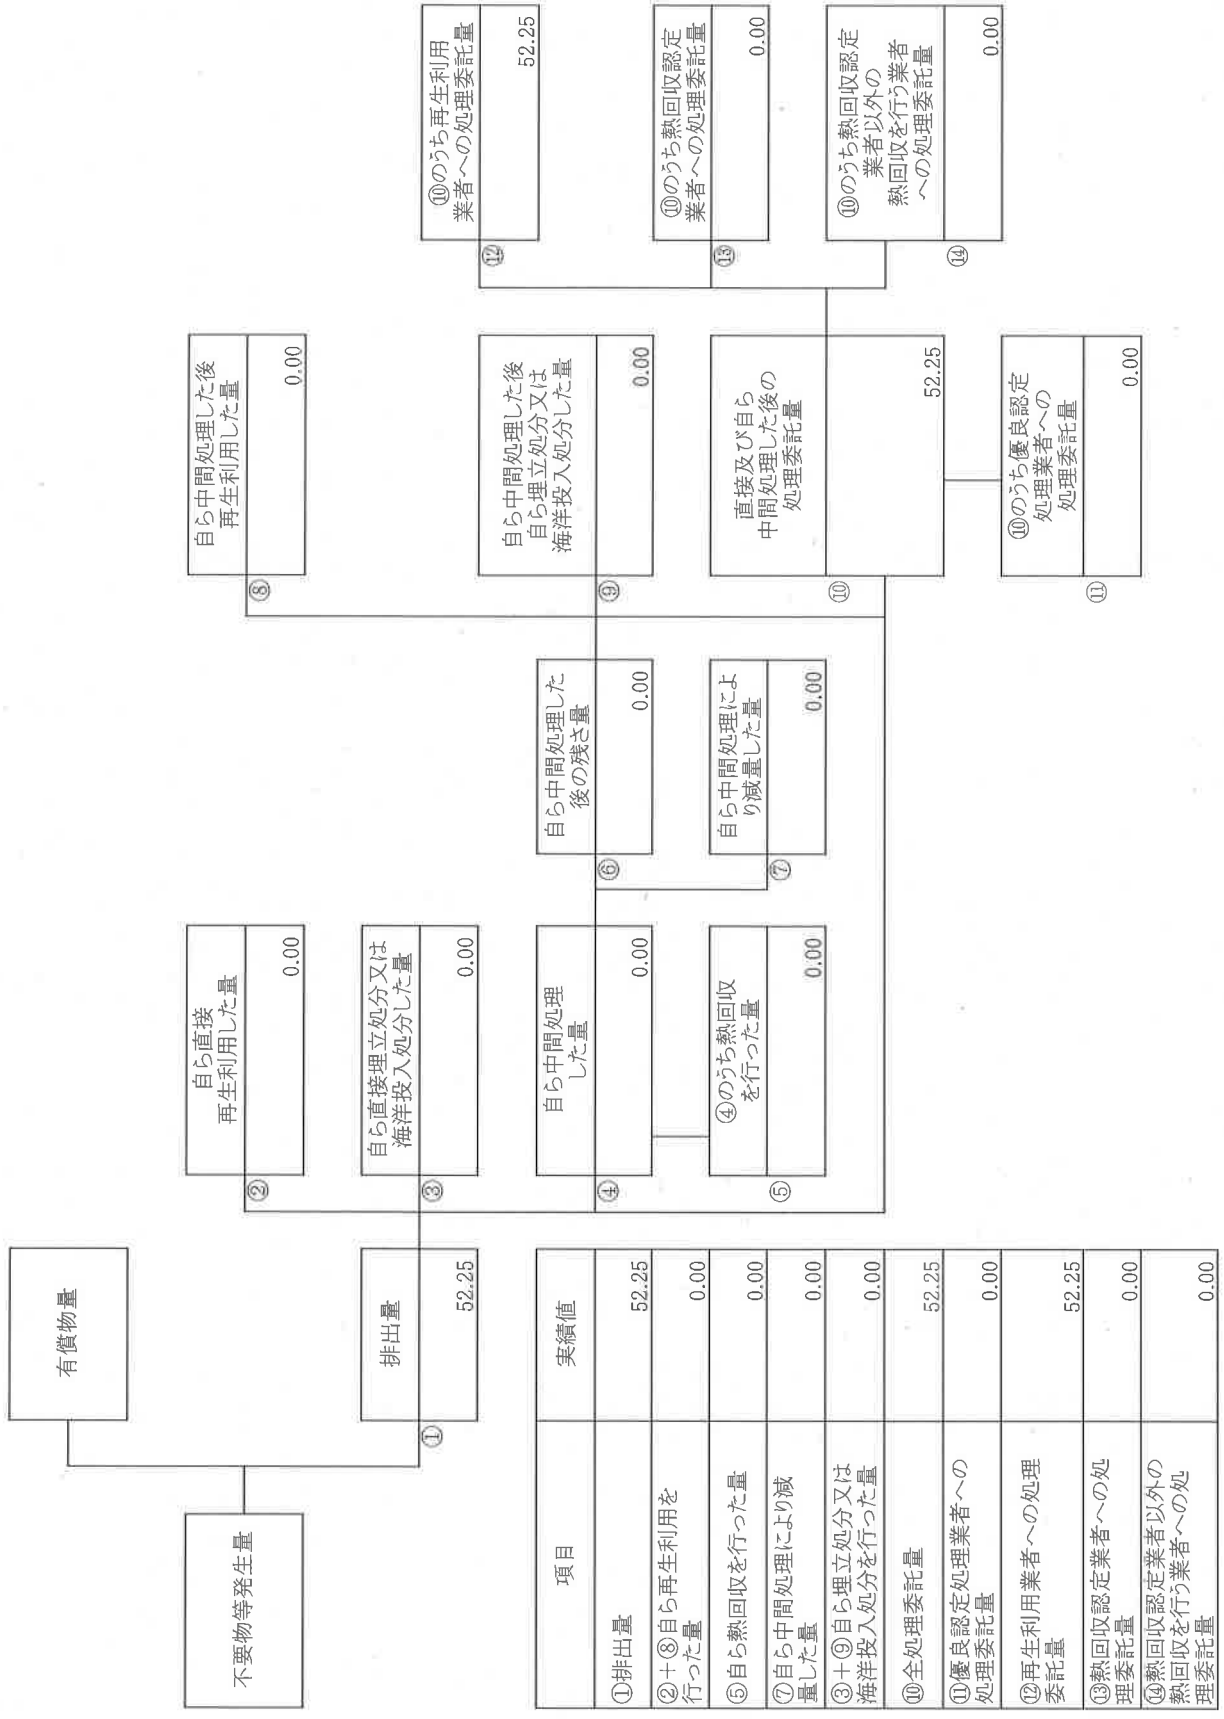 不要物等発生量
有償物量
排出量
①
52.25
自ら直接
再生利用した量
②
0.00
自ら直接埋立処分又は
海洋投入処分した量
③
0.00
自ら中間処理
した量
④
0.00
④のうち熱回収
を行った量
⑤
0.00
自ら中間処理した
後の残さ量
⑥
0.00
自ら中間処理によ
り減量した量
⑦
0.00
自ら中間処理した後
再生利用した量
⑧
0.00
自ら中間処理した後
自ら埋立処分又は
海洋投入処分した量
⑨
0.00
直接及び自ら
中間処理した後の
処理委託量
⑩
52.25
⑩のうち優良認定
処理業者への
処理委託量
⑪
0.00
⑩のうち再生利用
業者への処理委託量
⑫
52.25
⑩のうち熱回収認定
業者への処理委託量
⑬
0.00
⑩のうち熱回収認定
業者以外の
熱回収を行う業者
への処理委託量
⑭
0.00
項目 実績値
①排出量 52.25
②＋⑧自ら再生利用を
行った量 0.00
⑤自ら熱回収を行った量 0.00
⑦自ら中間処理により減
量した量 0.00
③＋⑨自ら埋立処分又は
海洋投入処分を行った量 0.00
⑩全処理委託量 52.25
⑪優良認定処理業者への
処理委託量 0.00
⑫再生利用業者への処理
委託量 52.25
⑬熱回収認定業者への処
理委託量 0.00
⑭熱回収認定業者以外の
熱回収を行う業者への処
理委託量 0.00